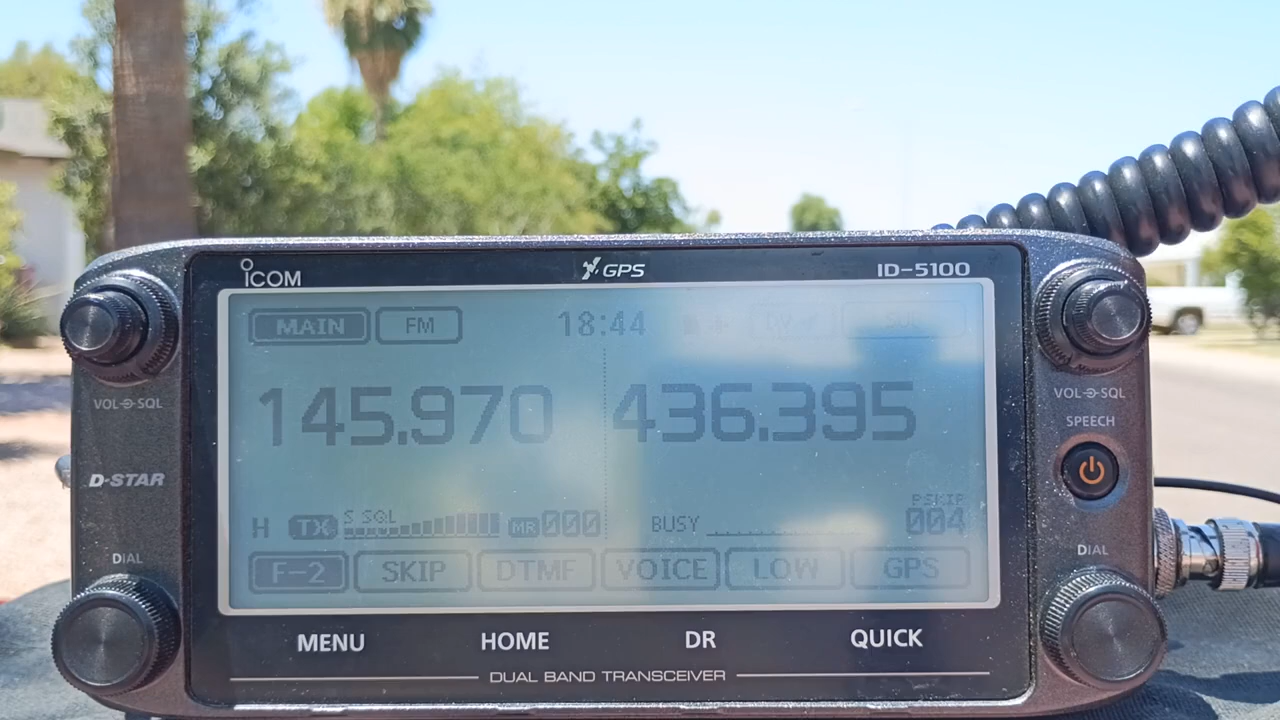 ICOM GPS ID-5100
MAIN FM 18:44
145.970 436.395
VOL SQL
VOL SQL
SPEECH
D-STAR
PSKIP
H TX S SQL MR 000 BUSY 004
DIAL
DIAL
F-2 SKIP DTMF VOICE LOW GPS
MENU HOME DR QUICK
DUAL BAND TRANSCEIVER